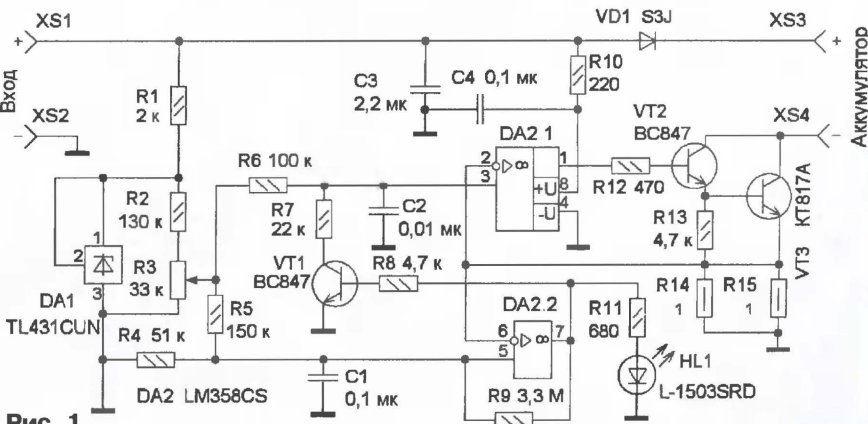 XS1
VD1 S3J
XS3
+
+
Вход
Аккумулятор
R1
2 к
C3
2,2 мк
C4 0,1 мк
R10
220
XS2
−
XS4
−
DA2.1
VT2
BC847
R6 100 к
2
3
▷ ∞
1
+U
8
-U
4
R12 470
КТ817А
VT3
R2
130 к
R7
22 к
C2
0,01 мк
R13
4,7 к
1
2
3
R3
33 к
VT1
BC847
R8 4,7 к
DA1
TL431CUN
R5
150 к
DA2.2
R14
1
R15
1
R11
680
R4 51 к
6
5
▷ ∞
7
HL1
L-1503SRD
DA2 LM358CS
C1
0,1 мк
R9 3,3 М
Рис. 1